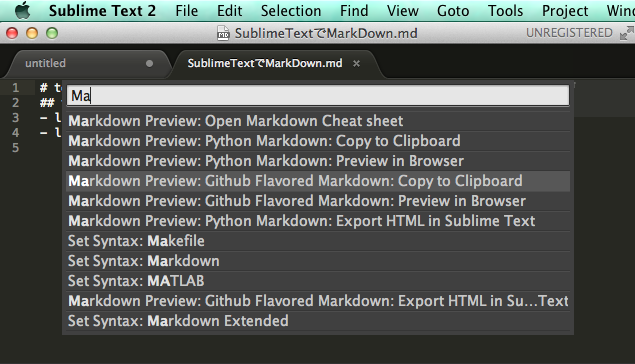 Sublime Text 2 File Edit Selection Find View Goto Tools Project
SublimeTextでMarkDown.md UNREGISTERED
untitled SublimeTextでMarkDown.md ×
1 # t
2 ##
3 - l
4 - l
5
Ma
Markdown Preview: Open Markdown Cheat sheet
Markdown Preview: Python Markdown: Copy to Clipboard
Markdown Preview: Python Markdown: Preview in Browser
Markdown Preview: Github Flavored Markdown: Copy to Clipboard
Markdown Preview: Github Flavored Markdown: Preview in Browser
Markdown Preview: Python Markdown: Export HTML in Sublime Text
Set Syntax: Makefile
Set Syntax: Markdown
Set Syntax: MATLAB
Markdown Preview: Github Flavored Markdown: Export HTML in Su...Text
Set Syntax: Markdown Extended